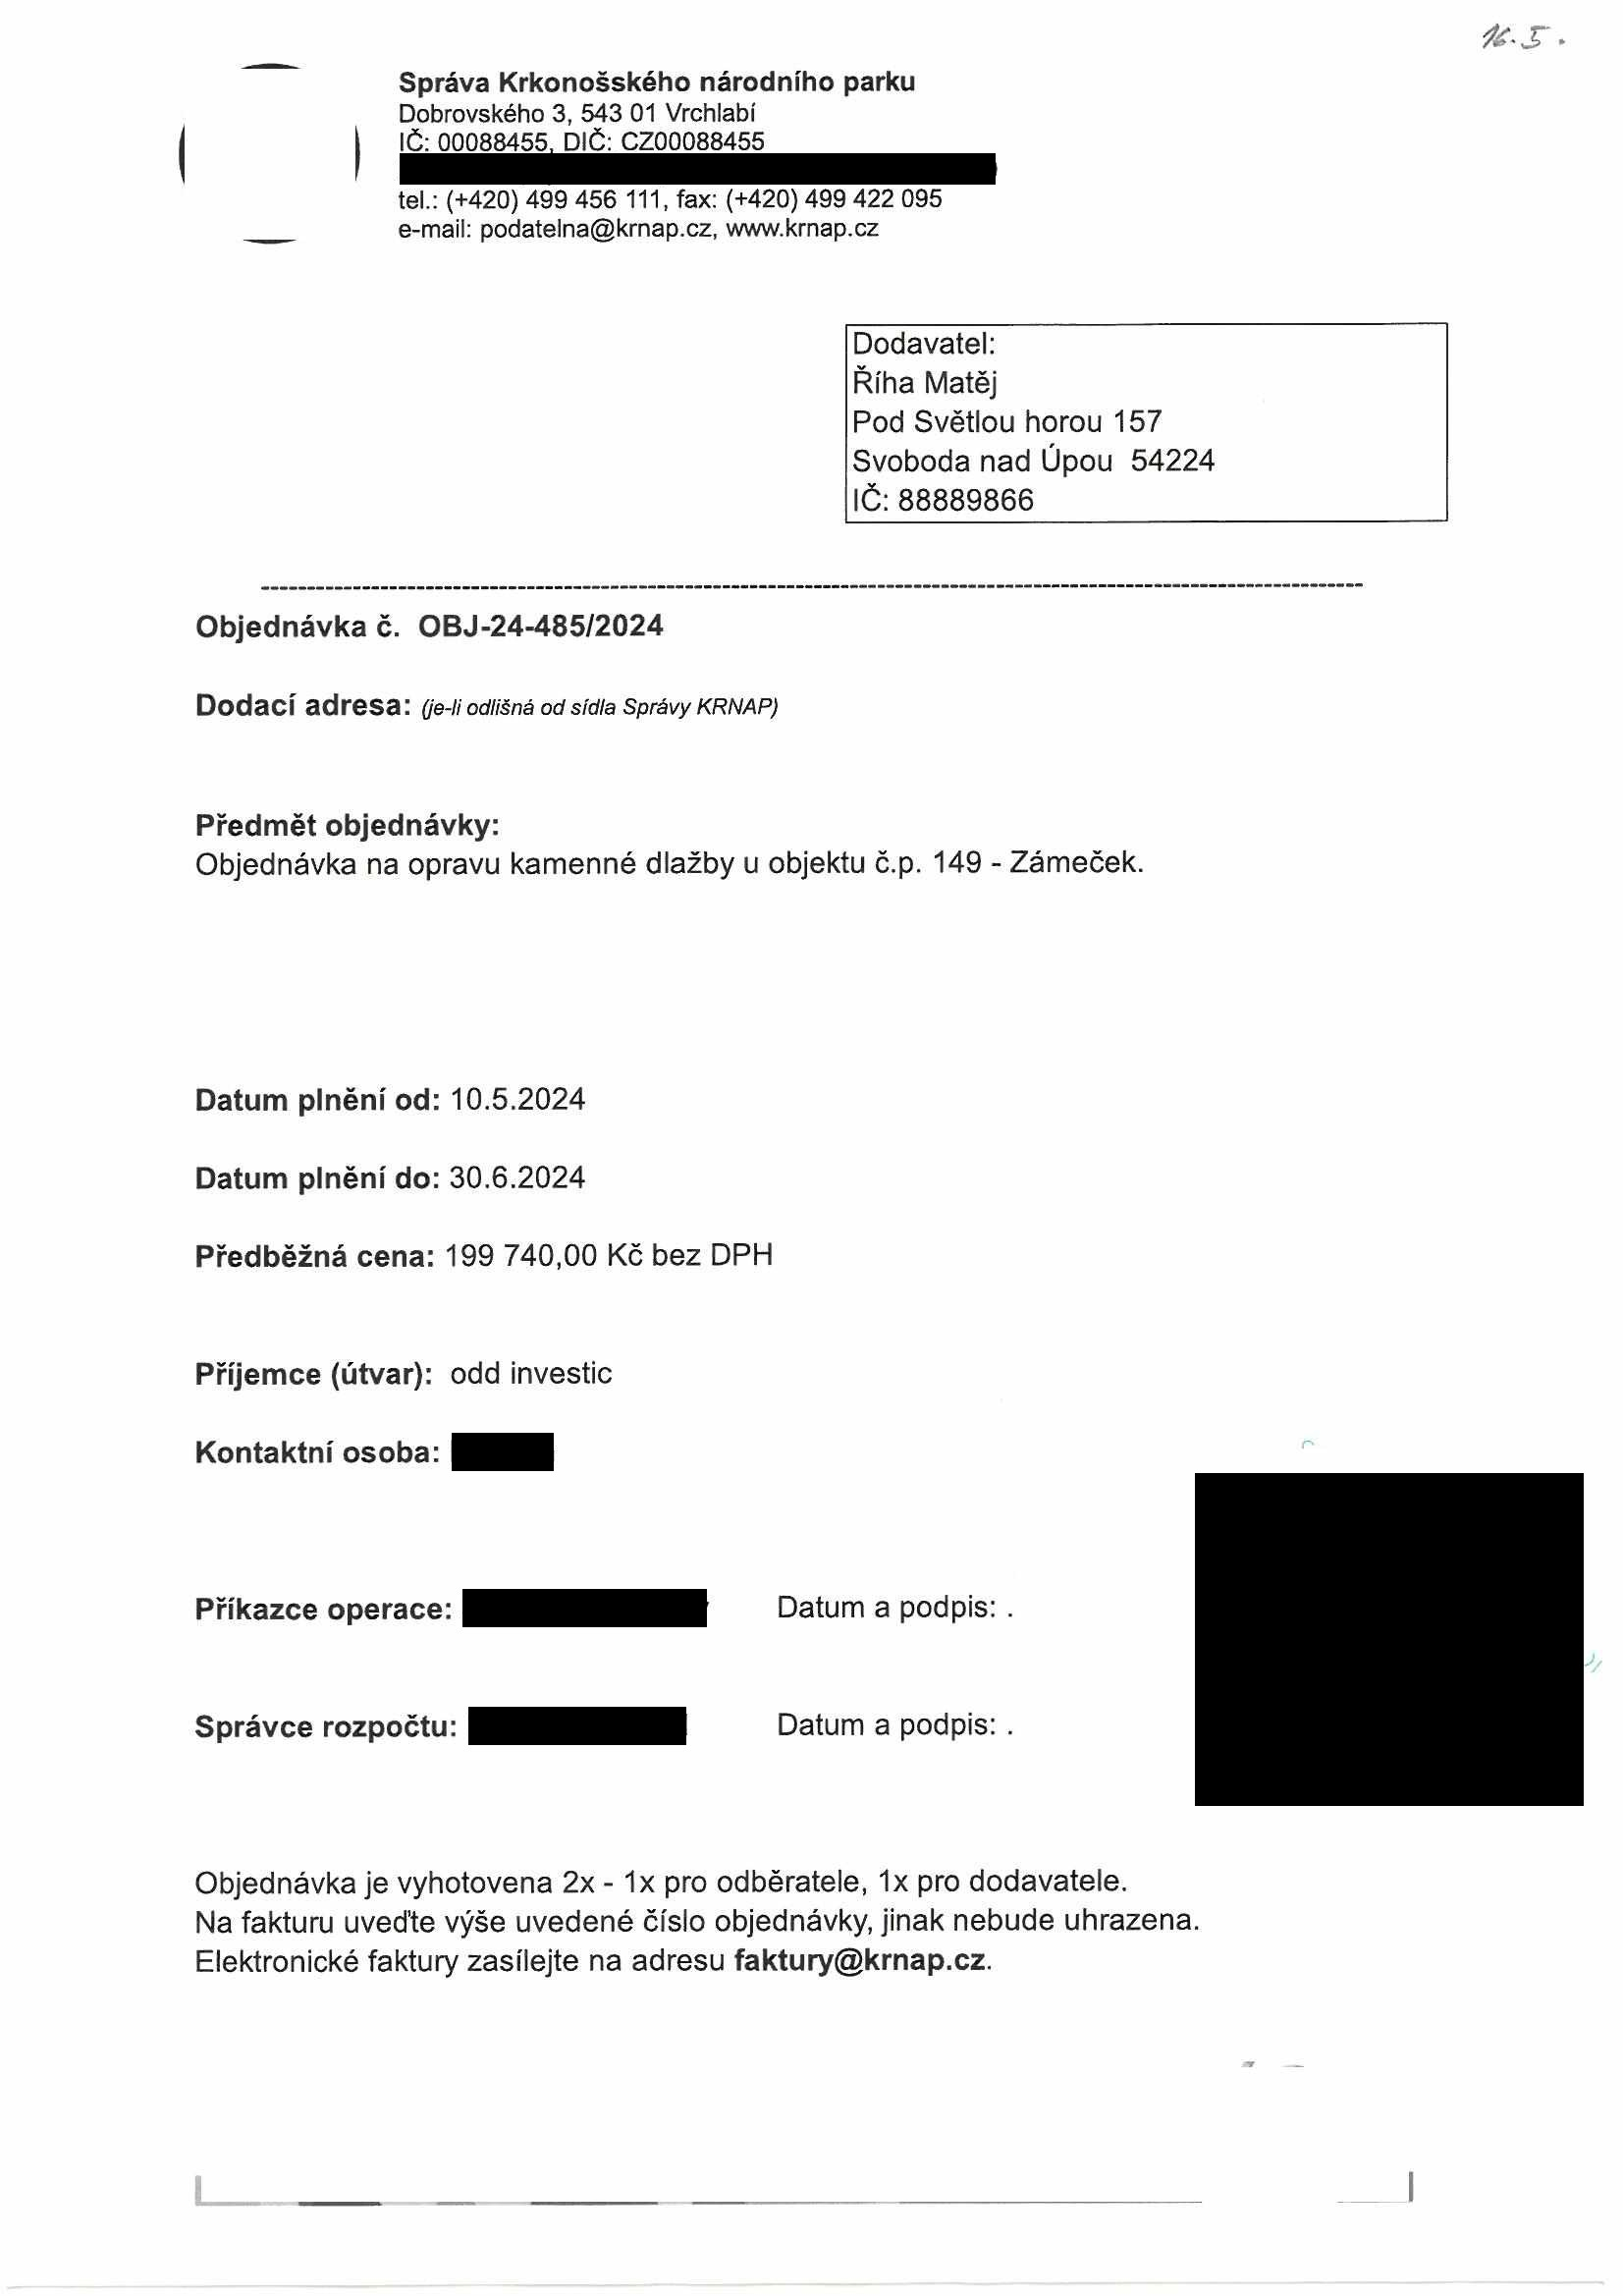 16.5.
Správa Krkonošského národního parku
Dobrovského 3, 543 01 Vrchlabí
IČ: 00088455, DIČ: CZ00088455
tel.: (+420) 499 456 111, fax: (+420) 499 422 095
e-mail: podatelna@krnap.cz, www.krnap.cz
Dodavatel:
Říha Matěj
Pod Světlou horou 157
Svoboda nad Úpou 54224
IČ: 88889866
Objednávka č. OBJ-24-485/2024
Dodací adresa: (je-li odlišná od sídla Správy KRNAP)
Předmět objednávky:
Objednávka na opravu kamenné dlažby u objektu č.p. 149 - Zámeček.
Datum plnění od: 10.5.2024
Datum plnění do: 30.6.2024
Předběžná cena: 199 740,00 Kč bez DPH
Příjemce (útvar): odd investic
Kontaktní osoba:
Příkazce operace: Datum a podpis: .
Správce rozpočtu: Datum a podpis: .
Objednávka je vyhotovena 2x - 1x pro odběratele, 1x pro dodavatele.
Na fakturu uveďte výše uvedené číslo objednávky, jinak nebude uhrazena.
Elektronické faktury zasílejte na adresu faktury@krnap.cz.